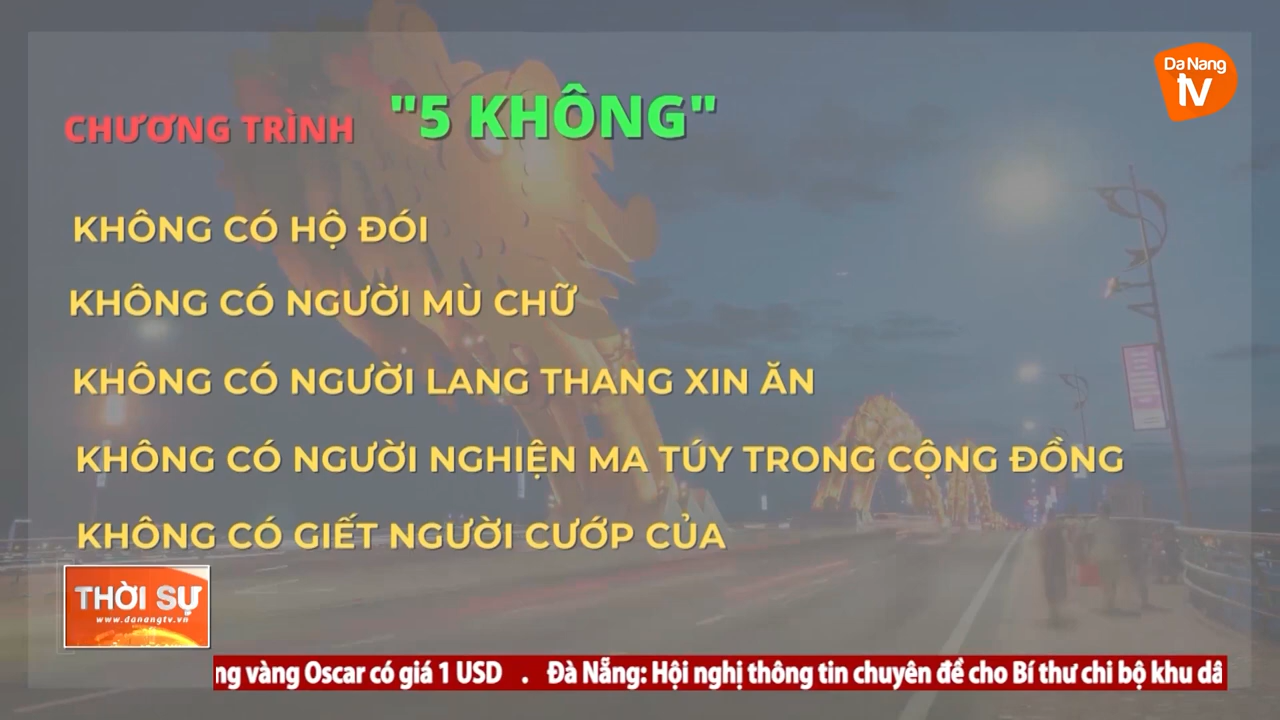 Da Nang
tv
CHƯƠNG TRÌNH "5 KHÔNG"
KHÔNG CÓ HỘ ĐÓI
KHÔNG CÓ NGƯỜI MÙ CHỮ
KHÔNG CÓ NGƯỜI LANG THANG XIN ĂN
KHÔNG CÓ NGƯỜI NGHIỆN MA TÚY TRONG CỘNG ĐỒNG
KHÔNG CÓ GIẾT NGƯỜI CƯỚP CỦA
THỜI SỰ
www.danangtv.vn
ng vàng Oscar có giá 1 USD . Đà Nẵng: Hội nghị thông tin chuyên đề cho Bí thư chi bộ khu dâ